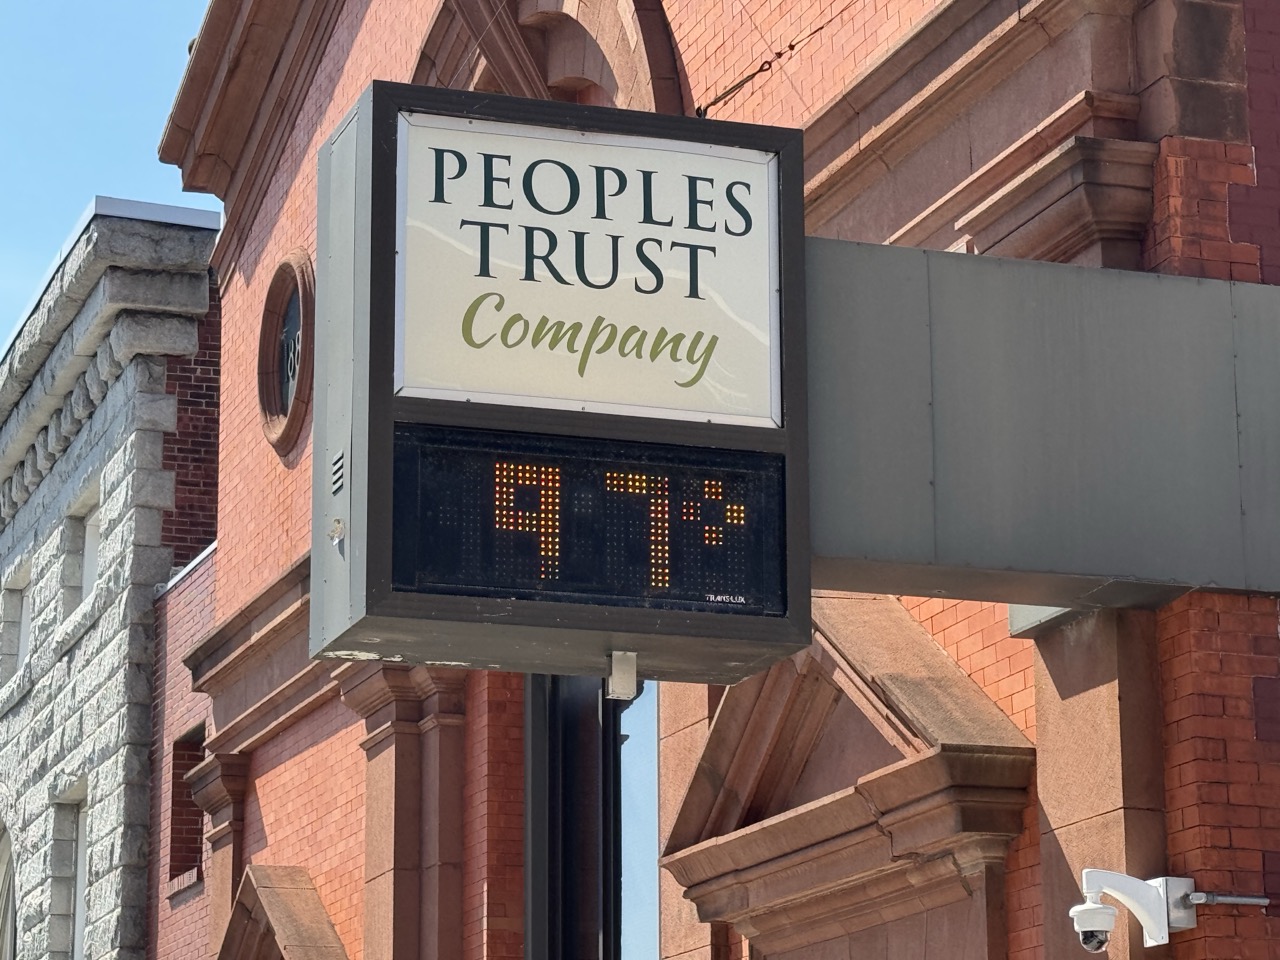 PEOPLES
TRUST
Company
97°
TRANS-LUX